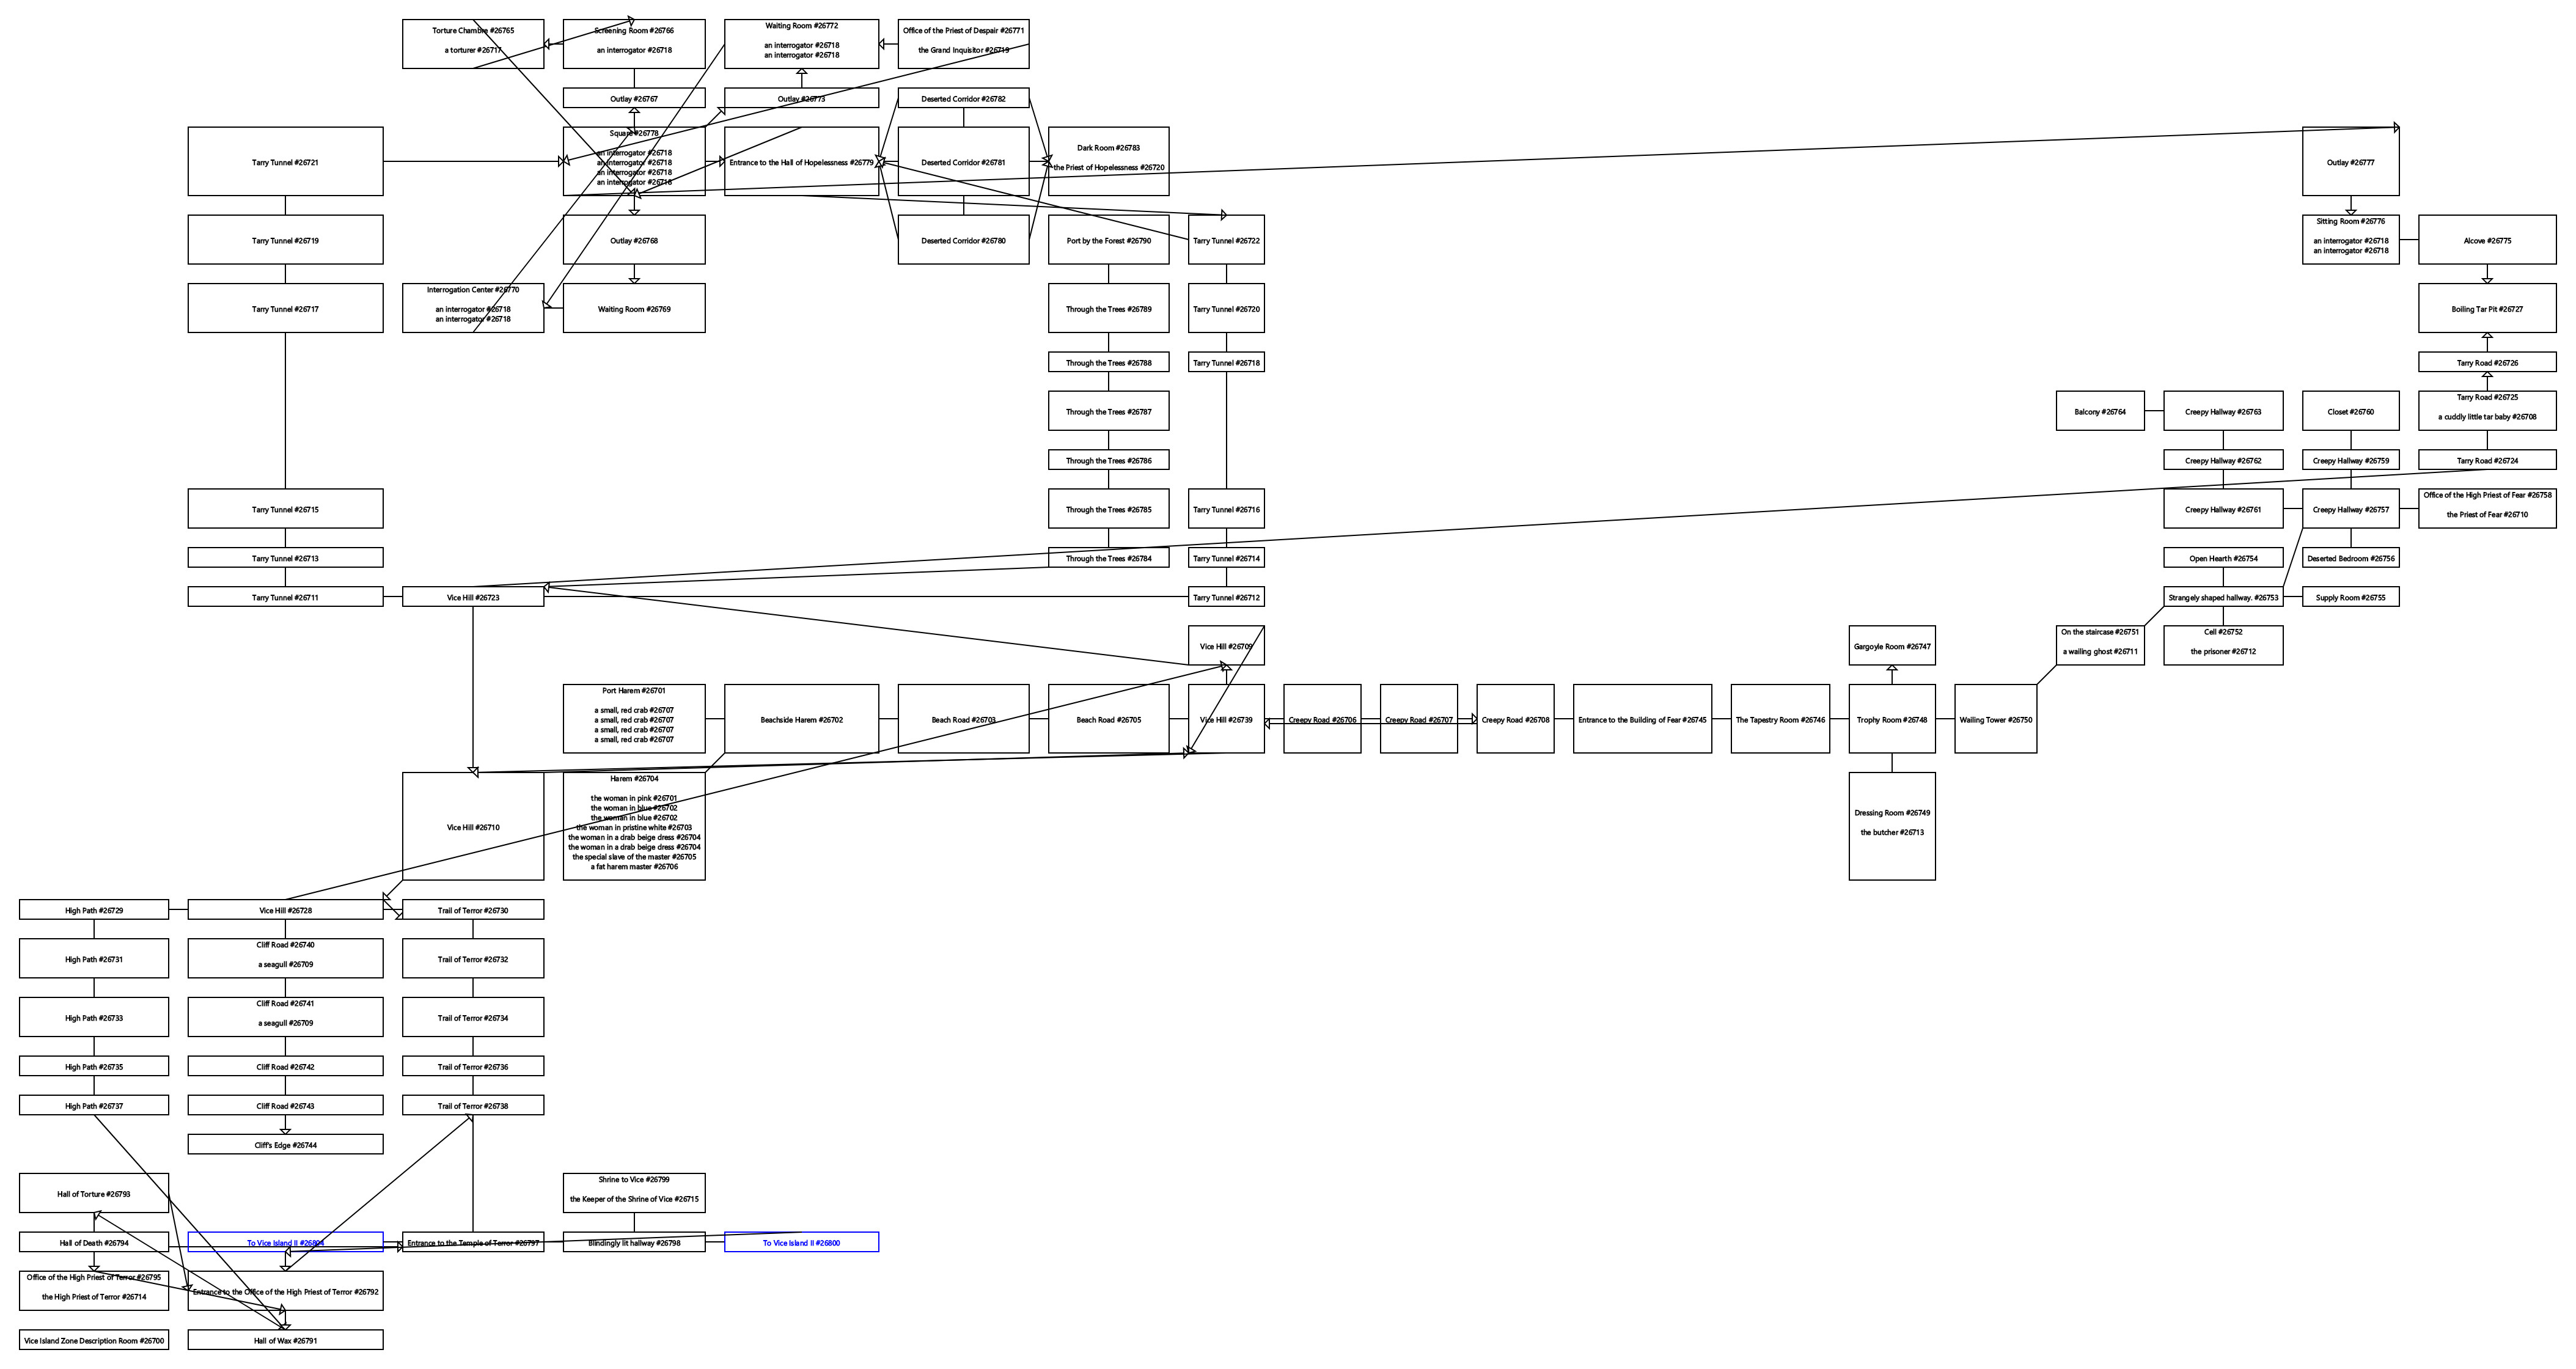 Torture Chambre #26765
a torturer #26717
Screening Room #26766
an interrogator #26718
Waiting Room #26772
an interrogator #26718
an interrogator #26718
Office of the Priest of Despair #26771
the Grand Inquisitor #26719
Outlay #26767
Outlay #26773
Deserted Corridor #26782
Tarry Tunnel #26721
Square #26778
an interrogator #26718
an interrogator #26718
an interrogator #26718
an interrogator #26718
Entrance to the Hall of Hopelessness #26779
Deserted Corridor #26781
Dark Room #26783
the Priest of Hopelessness #26720
Outlay #26777
Tarry Tunnel #26719
Outlay #26768
Deserted Corridor #26780
Port by the Forest #26790
Tarry Tunnel #26722
Sitting Room #26776
an interrogator #26718
an interrogator #26718
Alcove #26775
Tarry Tunnel #26717
Interrogation Center #26770
an interrogator #26718
an interrogator #26718
Waiting Room #26769
Through the Trees #26789
Tarry Tunnel #26720
Boiling Tar Pit #26727
Through the Trees #26788
Tarry Tunnel #26718
Tarry Road #26726
Through the Trees #26787
Balcony #26764
Creepy Hallway #26763
Closet #26760
Tarry Road #26725
a cuddly little tar baby #26708
Through the Trees #26786
Creepy Hallway #26762
Creepy Hallway #26759
Tarry Road #26724
Tarry Tunnel #26715
Through the Trees #26785
Tarry Tunnel #26716
Creepy Hallway #26761
Creepy Hallway #26757
Office of the High Priest of Fear #26758
the Priest of Fear #26710
Tarry Tunnel #26713
Through the Trees #26784
Tarry Tunnel #26714
Open Hearth #26754
Deserted Bedroom #26756
Tarry Tunnel #26711
Vice Hill #26723
Tarry Tunnel #26712
Strangely shaped hallway. #26753
Supply Room #26755
Vice Hill #26709
Gargoyle Room #26747
On the staircase #26751
a wailing ghost #26711
Cell #26752
the prisoner #26712
Port Harem #26701
a small, red crab #26707
a small, red crab #26707
a small, red crab #26707
a small, red crab #26707
Beachside Harem #26702
Beach Road #26703
Beach Road #26705
Vice Hill #26739
Creepy Road #26706
Creepy Road #26707
Creepy Road #26708
Entrance to the Building of Fear #26745
The Tapestry Room #26746
Trophy Room #26748
Wailing Tower #26750
Vice Hill #26710
Harem #26704
the woman in pink #26701
the woman in blue #26702
the woman in blue #26702
the woman in pristine white #26703
the woman in a drab beige dress #26704
the woman in a drab beige dress #26704
the special slave of the master #26705
a fat harem master #26706
Dressing Room #26749
the butcher #26713
High Path #26729
Vice Hill #26728
Trail of Terror #26730
High Path #26731
Cliff Road #26740
a seagull #26709
Trail of Terror #26732
High Path #26733
Cliff Road #26741
a seagull #26709
Trail of Terror #26734
High Path #26735
Cliff Road #26742
Trail of Terror #26736
High Path #26737
Cliff Road #26743
Trail of Terror #26738
Cliff's Edge #26744
Hall of Torture #26793
Shrine to Vice #26799
the Keeper of the Shrine of Vice #26715
Hall of Death #26794
To Vice Island II #26804
Entrance to the Temple of Terror #26797
Blindingly lit hallway #26798
To Vice Island II #26800
Office of the High Priest of Terror #26795
the High Priest of Terror #26714
Entrance to the Office of the High Priest of Terror #26792
Vice Island Zone Description Room #26700
Hall of Wax #26791